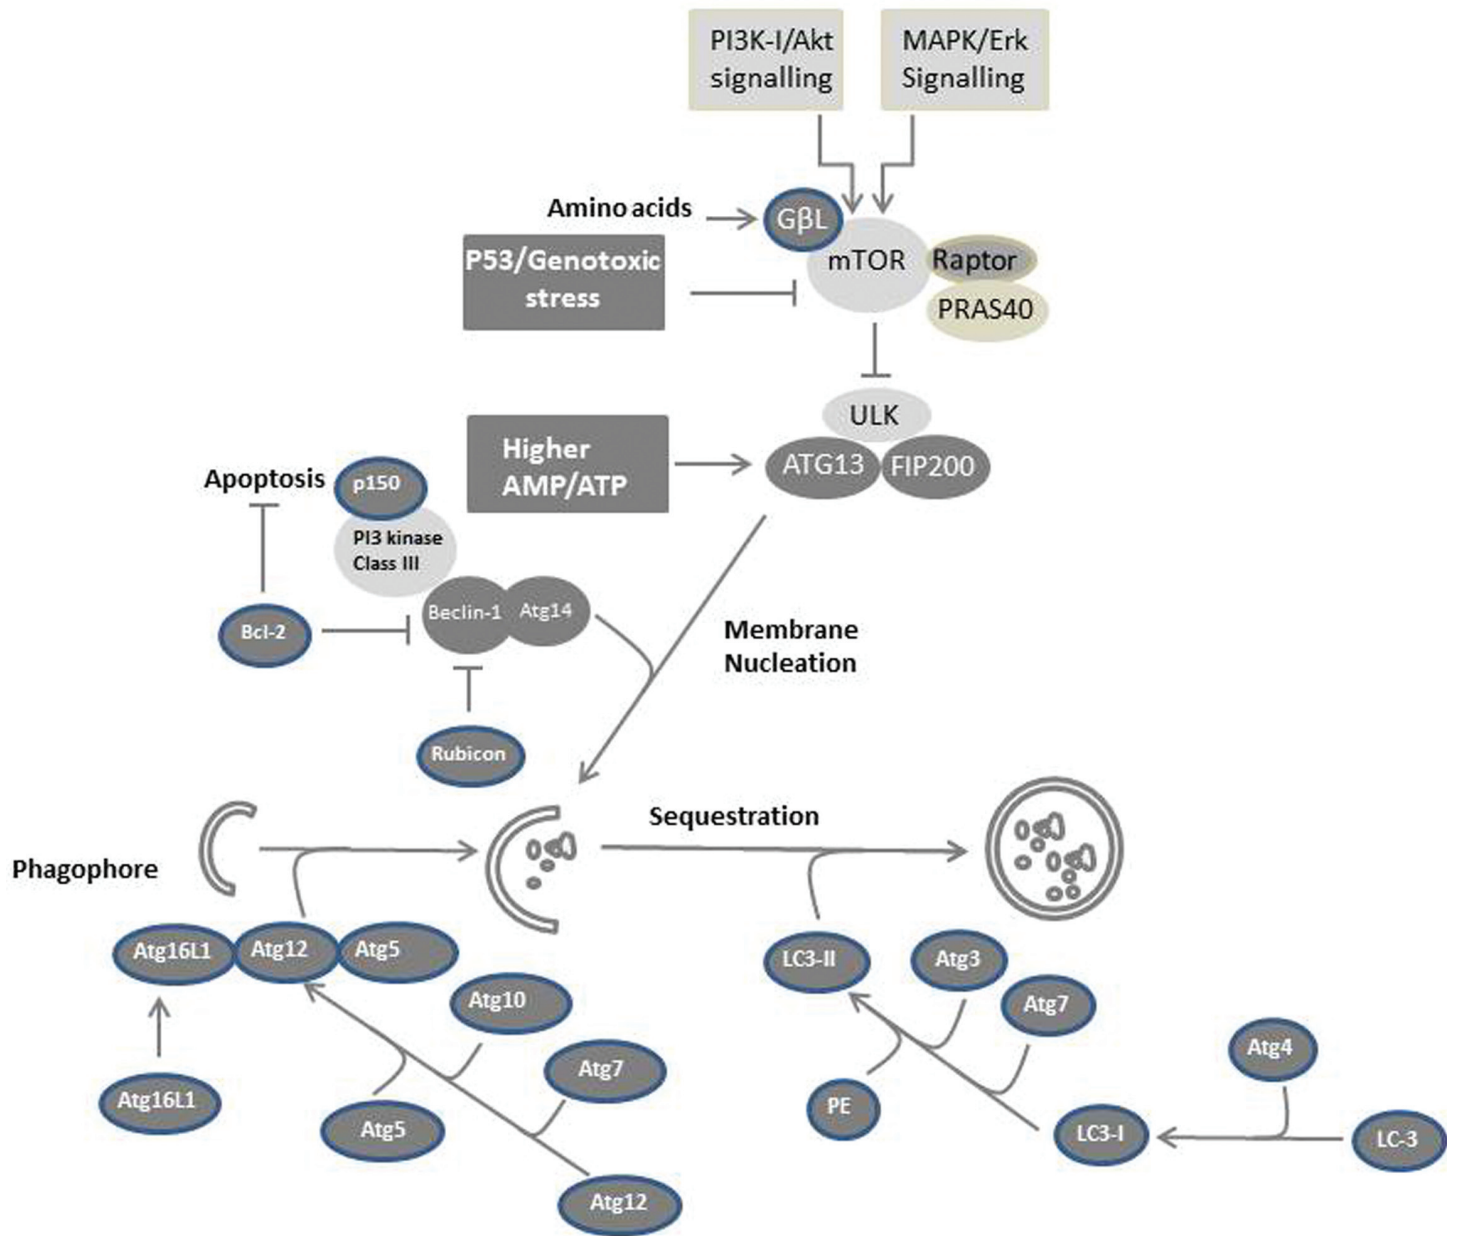 PI3K-I/Akt
signalling
MAPK/Erk
Signalling
Amino acids
GβL
mTOR
Raptor
PRAS40
P53/Genotoxic
stress
ULK
ATG13
FIP200
Higher
AMP/ATP
Apoptosis
p150
PI3 kinase
Class III
Beclin-1
Atg14
Bcl-2
Rubicon
Membrane
Nucleation
Phagophore
Sequestration
Atg16L1
Atg12
Atg5
Atg10
Atg7
Atg16L1
Atg5
Atg12
LC3-II
Atg3
Atg7
Atg4
PE
LC3-I
LC-3